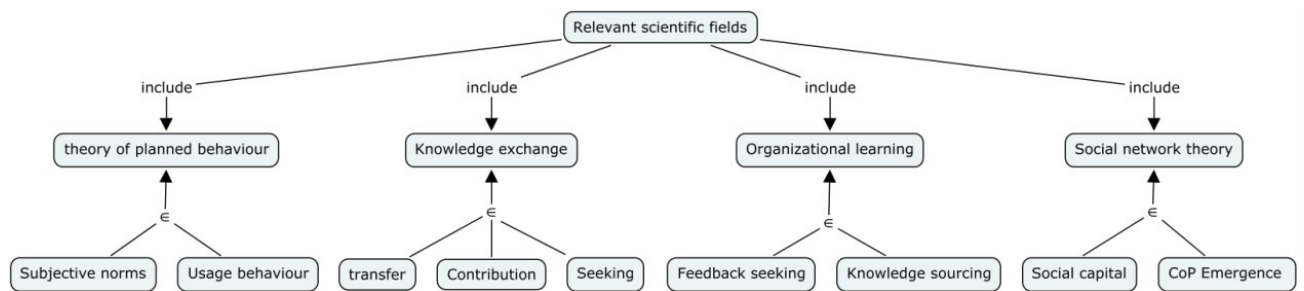 Relevant scientific fields
include
include
include
include
theory of planned behaviour
Knowledge exchange
Organizational learning
Social network theory
∈
∈
∈
∈
Subjective norms
Usage behaviour
transfer
Contribution
Seeking
Feedback seeking
Knowledge sourcing
Social capital
CoP Emergence